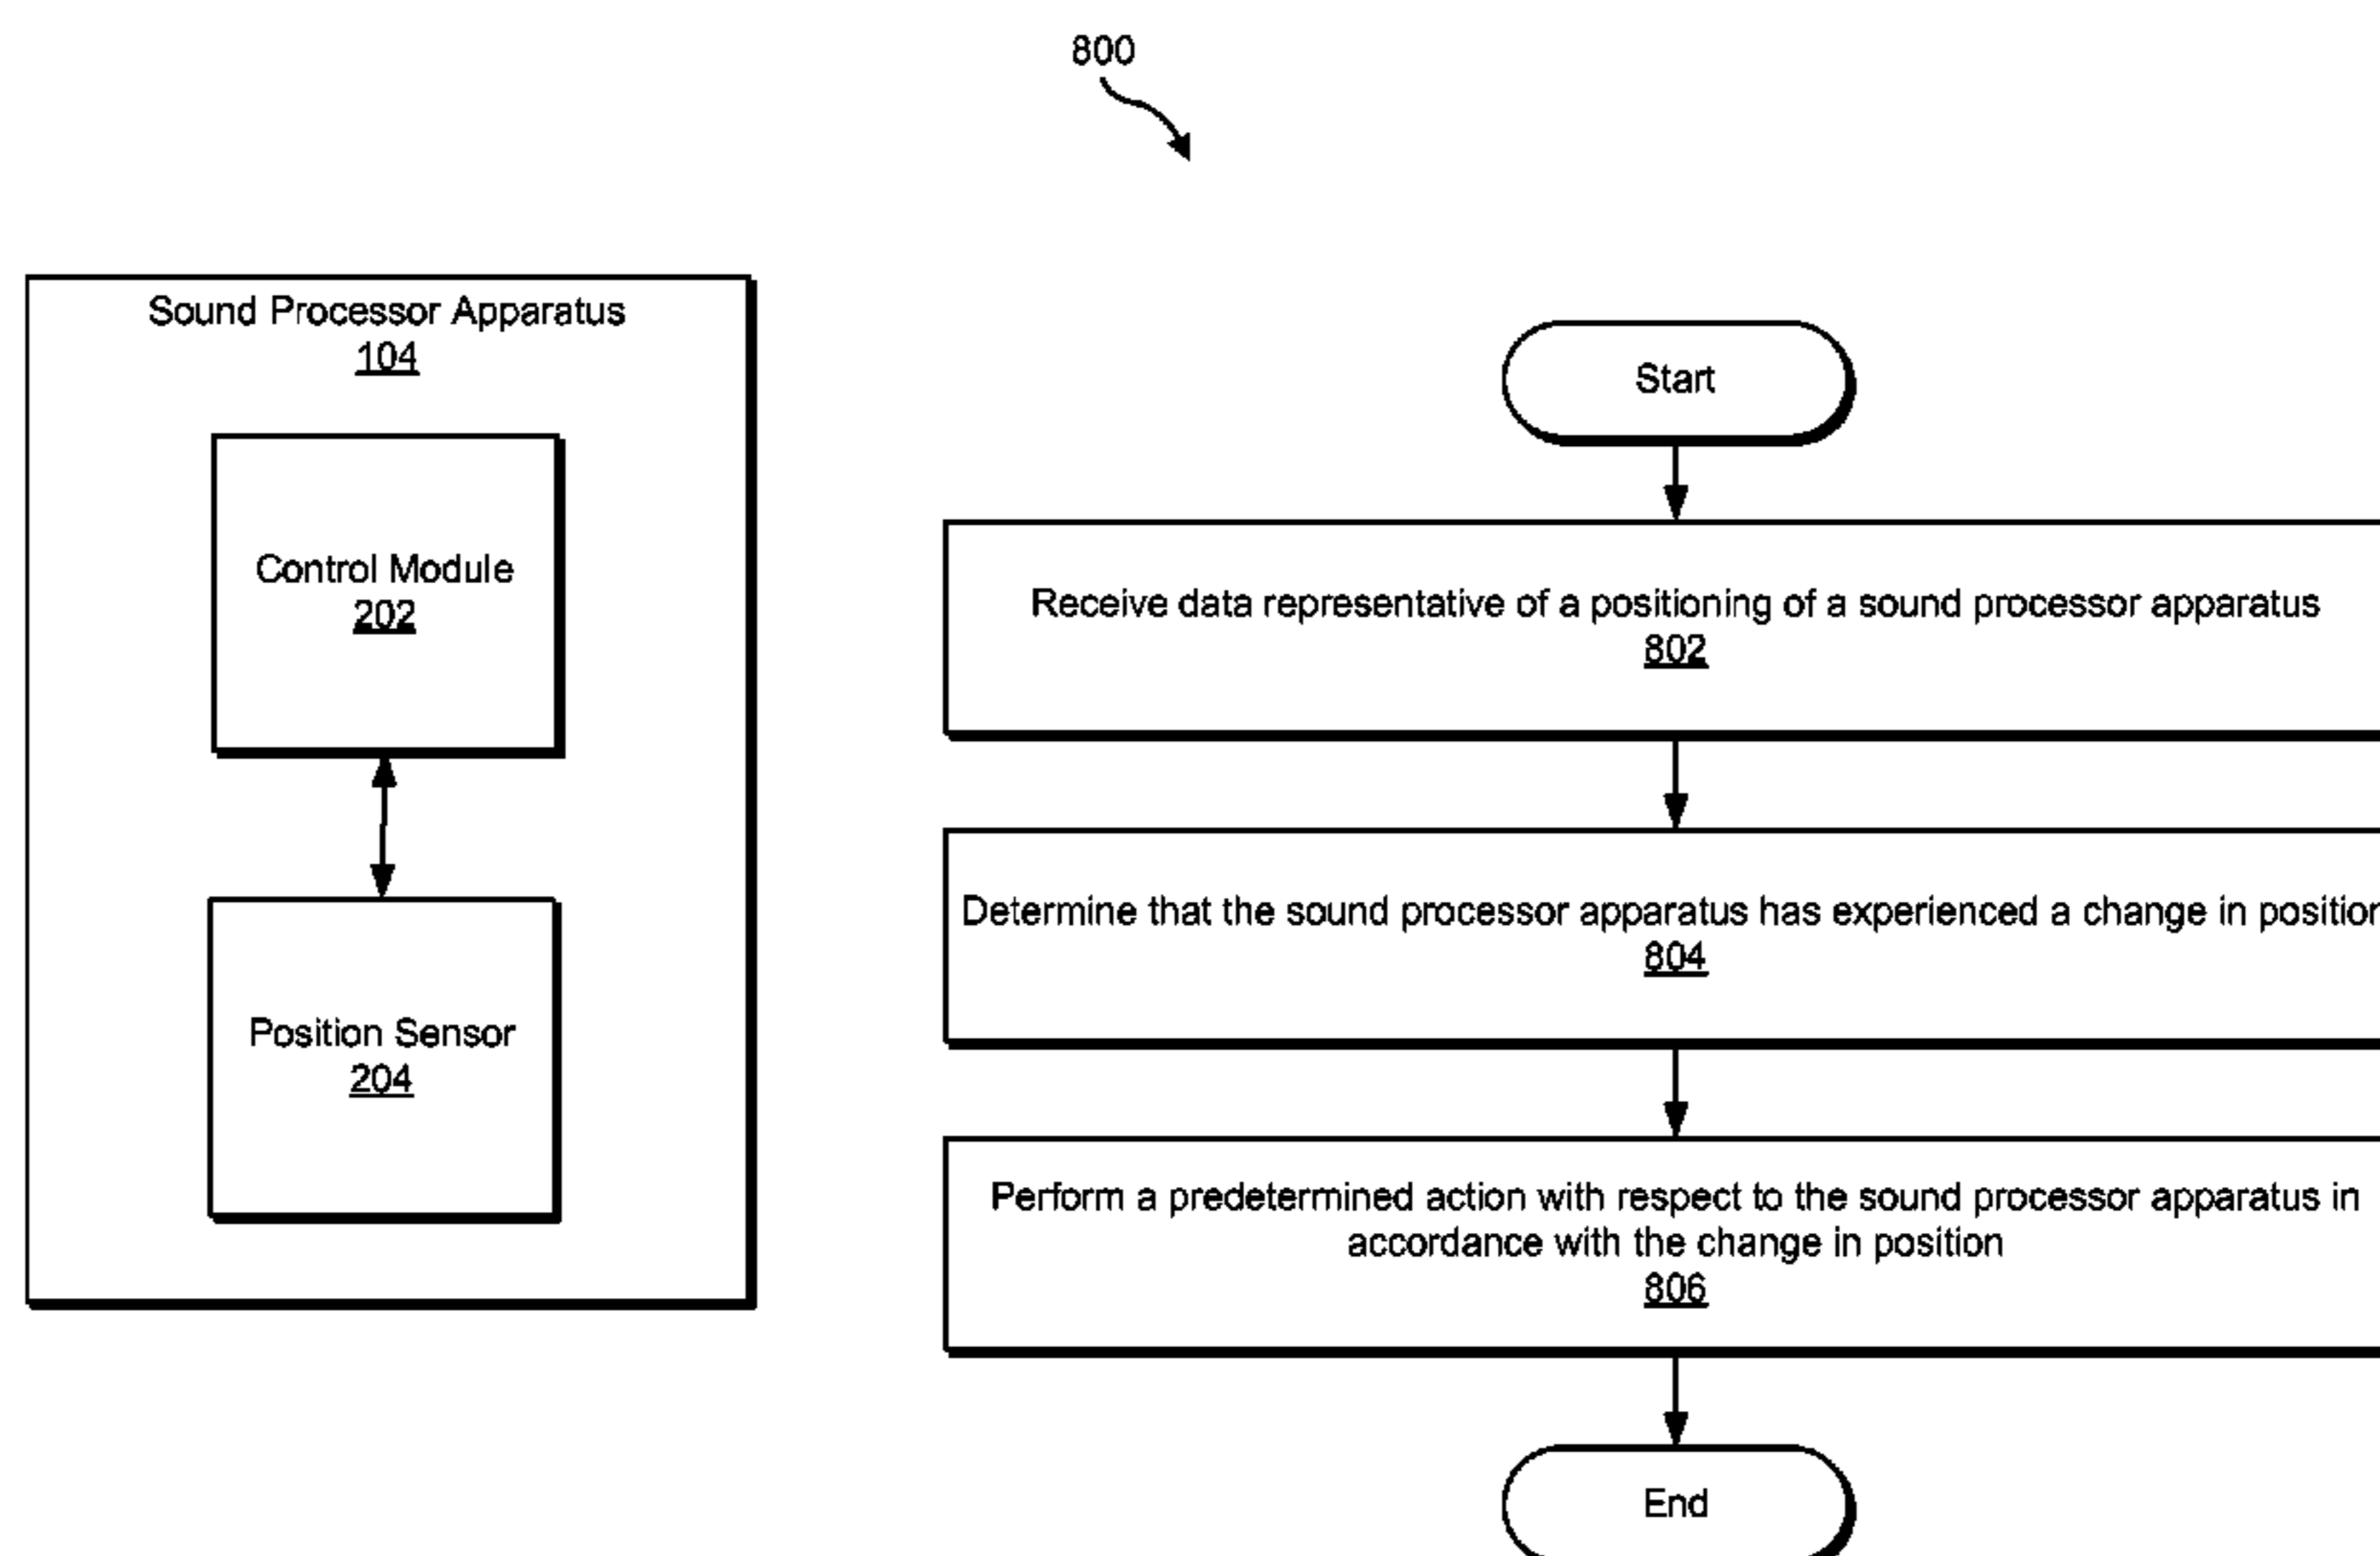 800
Sound Processor Apparatus
104
Control Module
202
Position Sensor
204
Start
Receive data representative of a positioning of a sound processor apparatus
802
Determine that the sound processor apparatus has experienced a change in position
804
Perform a predetermined action with respect to the sound processor apparatus in
accordance with the change in position
806
End